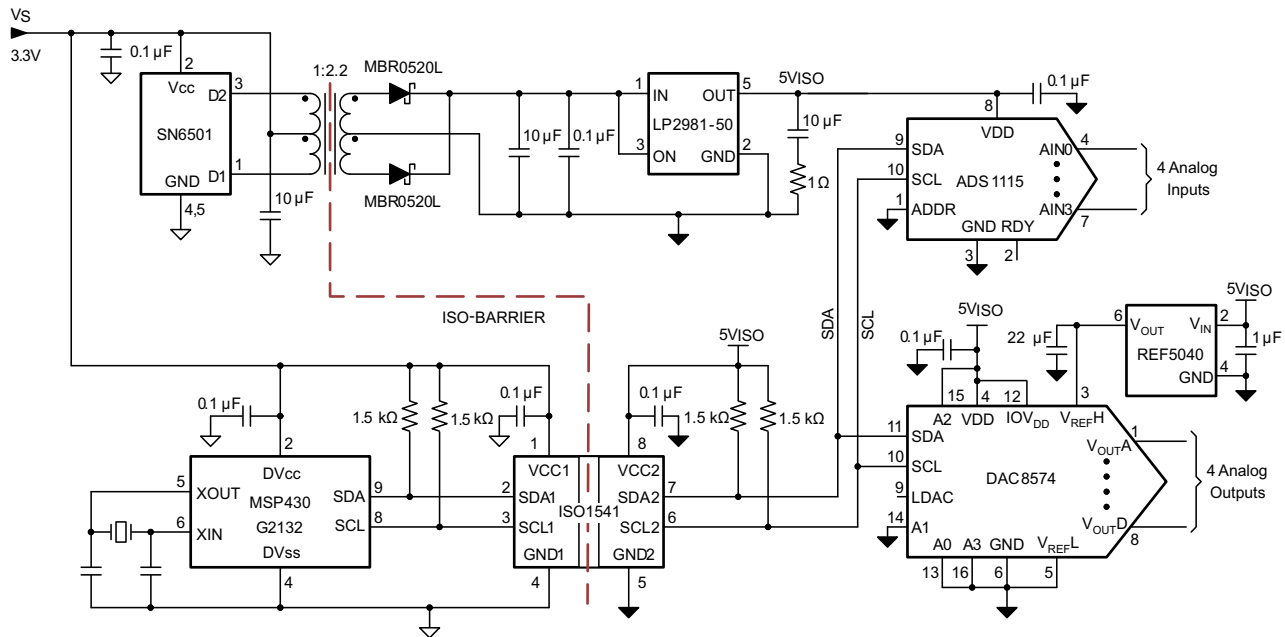 VS
3.3V
0.1 µF
2
Vcc
3
D2
SN6501
1
D1
GND
4,5
10 µF
1:2.2
MBR0520L
MBR0520L
10 µF
0.1 µF
1
IN
OUT
5
LP2981-50
3
ON
GND
2
5VISO
10 µF
1 Ω
0.1 µF
8
VDD
9
SDA
AIN0
4
10
SCL
ADS1115
4 Analog
Inputs
1
ADDR
AIN3
7
GND
RDY
3
2
ISO-BARRIER
SDA
SCL
5VISO
0.1 µF
22 µF
5VISO
6
VOUT
VIN
2
1 µF
REF5040
GND
4
0.1 µF
1.5 kΩ
1.5 kΩ
0.1 µF
5VISO
0.1 µF
1.5 kΩ
1.5 kΩ
2
DVcc
5
XOUT
MSP430
SDA
9
6
XIN
G2132
SCL
8
DVss
4
1
8
VCC1
VCC2
2
SDA1
SDA2
7
ISO1541
3
SCL1
SCL2
6
GND1
GND2
4
5
15
4
12
3
A2
VDD
IOVDD
VREFH
11
SDA
VOUTA
1
10
SCL
DAC8574
9
LDAC
4 Analog
Outputs
14
A1
VOUTD
8
A0
A3
GND
VREFL
13
16
6
5